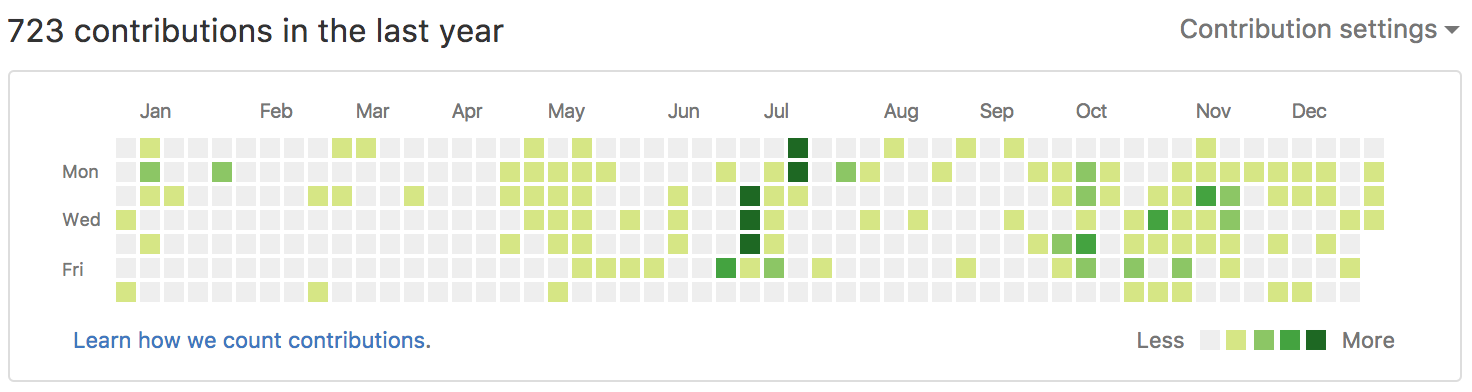 723 contributions in the last year
Contribution settings
Jan Feb Mar Apr May Jun Jul Aug Sep Oct Nov Dec
Mon
Wed
Fri
Learn how we count contributions.
Less More